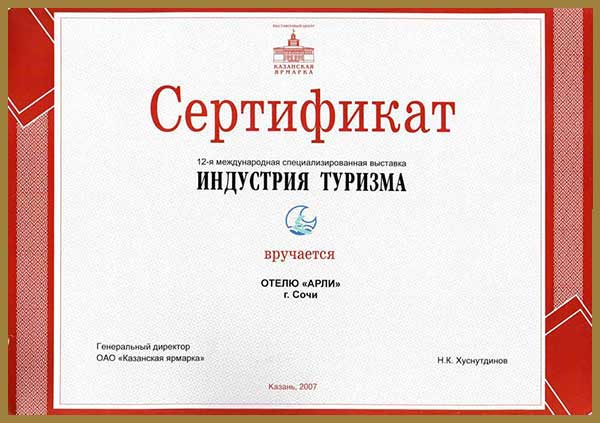 ВЫСТАВОЧНЫЙ ЦЕНТР
КАЗАНСКАЯ
ЯРМАРКА
Сертификат
12-я международная специализированная выставка
ИНДУСТРИЯ ТУРИЗМА
вручается
ОТЕЛЮ «АРЛИ»
г. Сочи
Генеральный директор
ОАО «Казанская ярмарка»
Н.К. Хуснутдинов
Казань, 2007